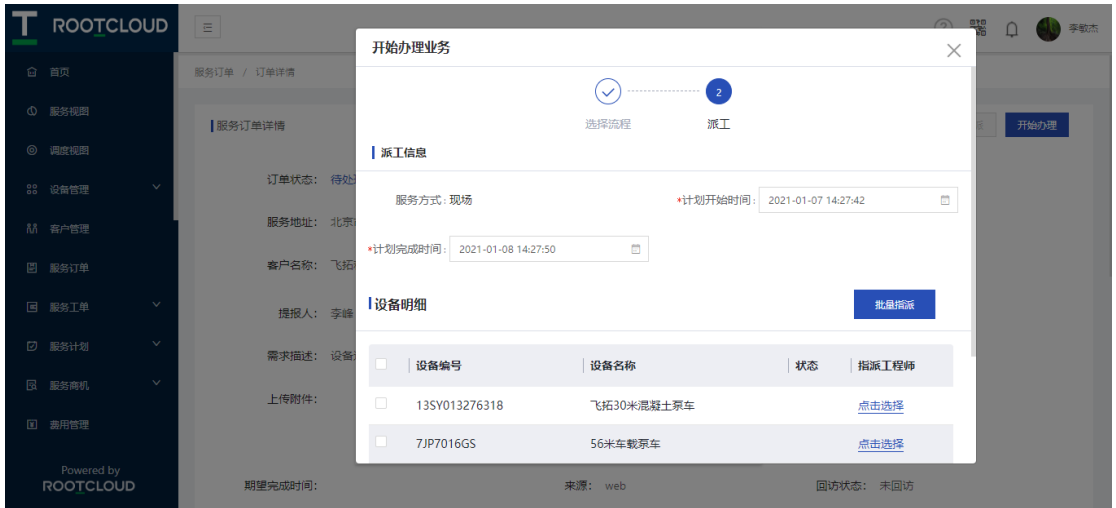 ROOTCLOUD
李敏杰
首页
服务视图
调度视图
设备管理
客户管理
服务订单
服务工单
服务计划
服务商机
费用管理
Powered by
ROOTCLOUD
服务订单 / 订单详情
服务订单详情
开始办理
订单状态： 待处
服务地址： 北京
客户名称： 飞拓
提报人： 李峰
需求描述： 设备
上传附件：
期望完成时间：
来源： web
回访状态： 未回访
开始办理业务
2
选择流程
派工
派工信息
服务方式：现场
*计划开始时间： 2021-01-07 14:27:42
*计划完成时间： 2021-01-08 14:27:50
设备明细
批量指派
设备编号 设备名称 状态 指派工程师
13SY013276318 飞拓30米混凝土泵车 点击选择
7JP7016GS 56米车载泵车 点击选择